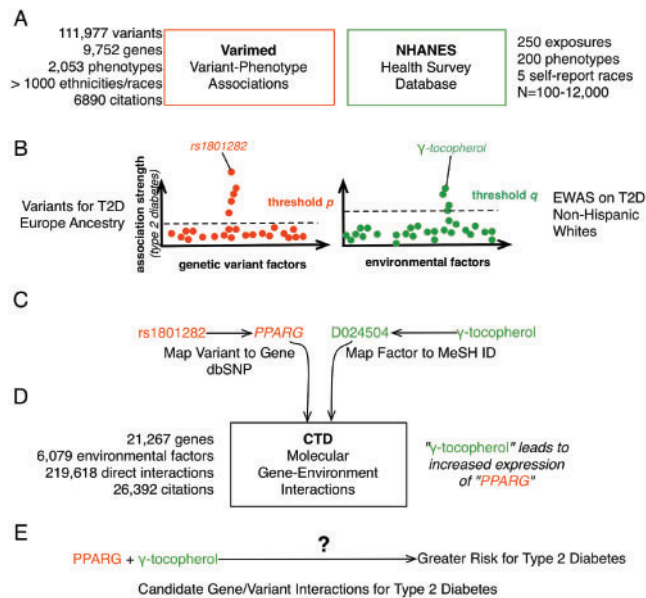 A
111,977 variants
9,752 genes
2,053 phenotypes
> 1000 ethnicities/races
6890 citations
Varimed
Variant-Phenotype
Associations
NHANES
Health Survey
Database
250 exposures
200 phenotypes
5 self-report races
N=100-12,000
B
Variants for T2D
Europe Ancestry
association strength
(type 2 diabetes)
rs1801282
threshold p
genetic variant factors
γ-tocopherol
threshold q
environmental factors
EWAS on T2D
Non-Hispanic
Whites
C
rs1801282
PPARG
D024504
γ-tocopherol
Map Variant to Gene
dbSNP
Map Factor to MeSH ID
D
21,267 genes
6,079 environmental factors
219,618 direct interactions
26,392 citations
CTD
Molecular
Gene-Environment
Interactions
"γ-tocopherol" leads to
increased expression
of "PPARG"
E
?
PPARG + γ-tocopherol
Greater Risk for Type 2 Diabetes
Candidate Gene/Variant Interactions for Type 2 Diabetes